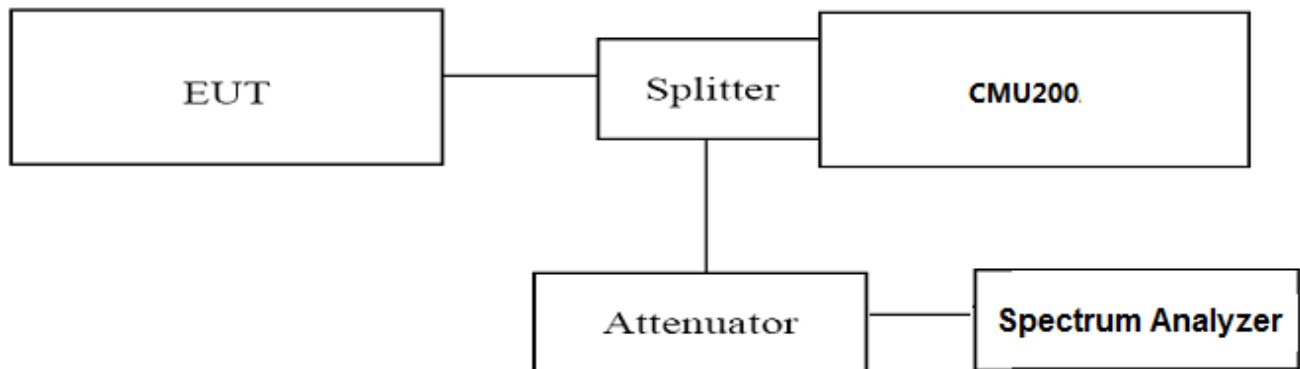 EUT
Splitter
CMU200
Attenuator
Spectrum Analyzer